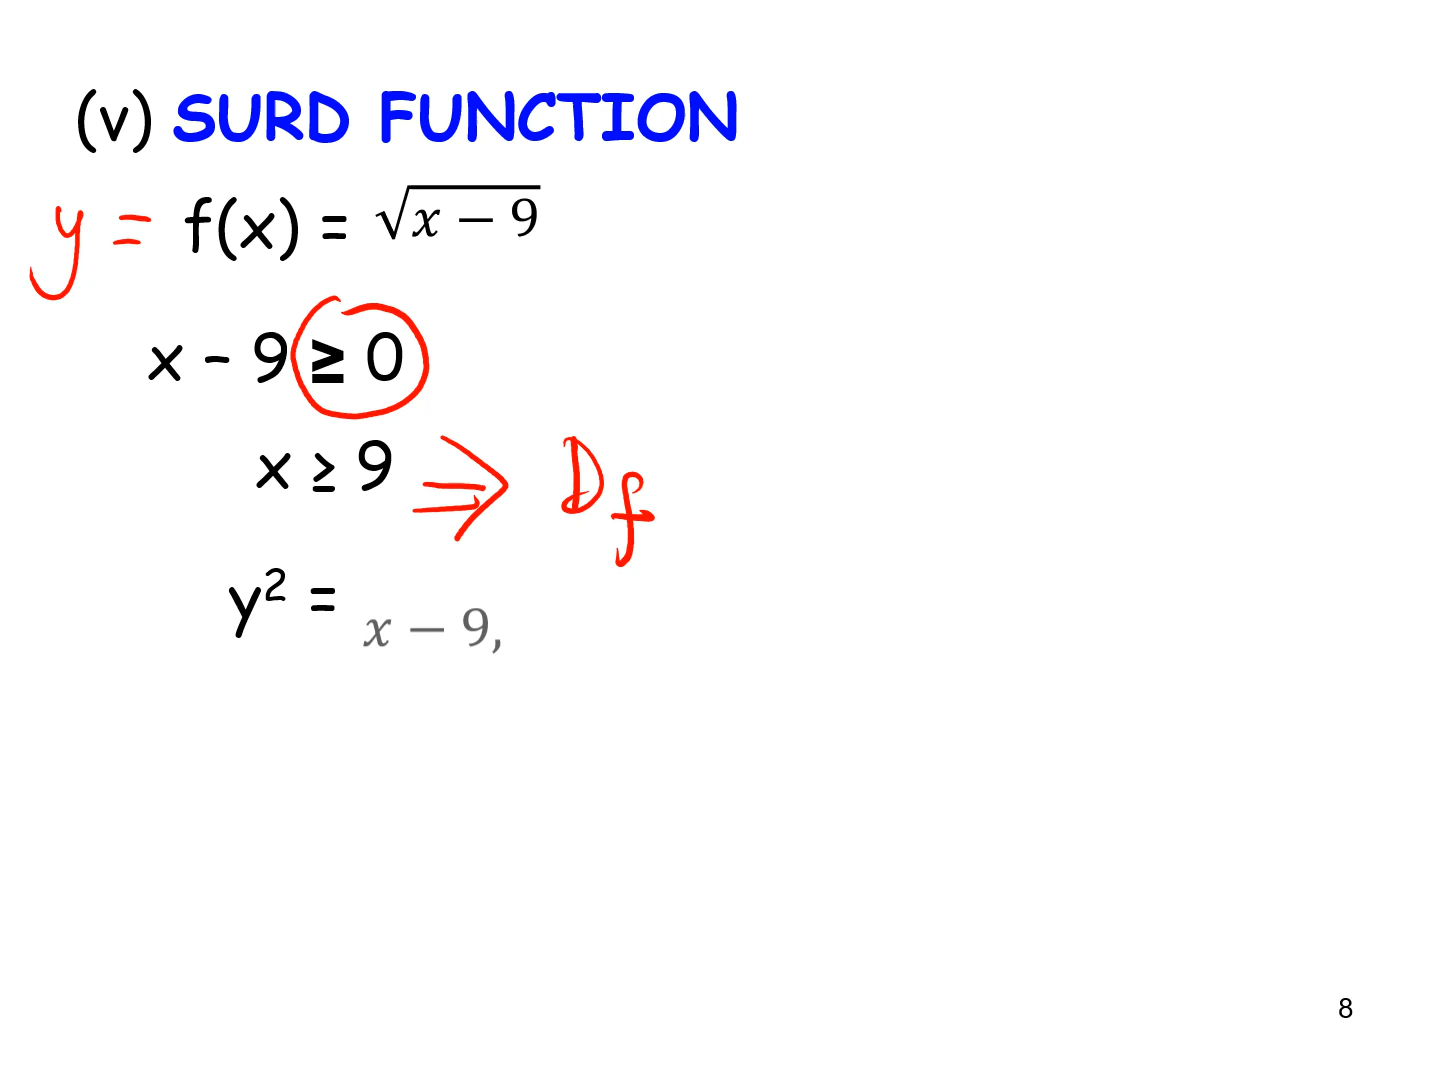 (v) SURD FUNCTION
y = f(x) = √x − 9
x - 9 ≥ 0
x ≥ 9 ⇒ Df
y² = x − 9,
8